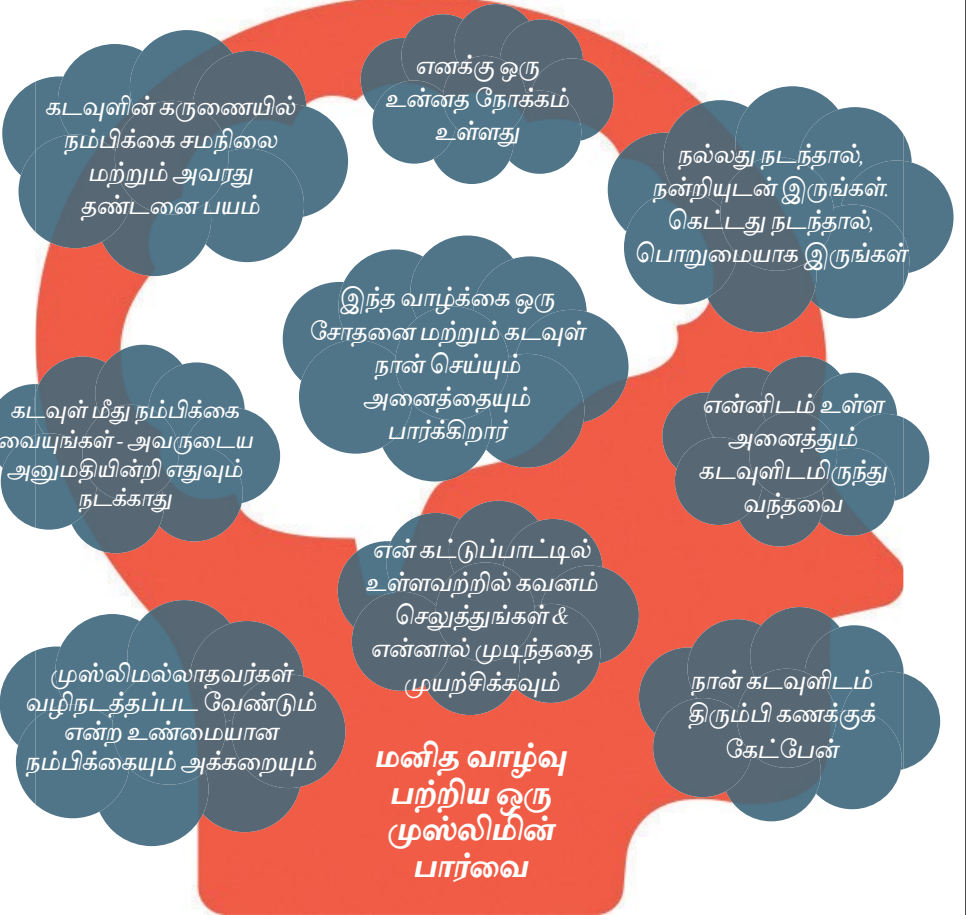 எனக்கு ஒரு
உன்னத நோக்கம்
உள்ளது
கடவுளின் கருணையில்
நம்பிக்கை சமநிலை
மற்றும் அவரது
தண்டனை பயம்
நல்லது நடந்தால்,
நன்றியுடன் இருங்கள்.
கெட்டது நடந்தால்,
பொறுமையாக இருங்கள்
இந்த வாழ்க்கை ஒரு
சோதனை மற்றும் கடவுள்
நான் செய்யும்
அனைத்தையும்
பார்க்கிறார்
கடவுள் மீது நம்பிக்கை
வையுங்கள் - அவருடைய
அனுமதியின்றி எதுவும்
நடக்காது
என்னிடம் உள்ள
அனைத்தும்
கடவுளிடமிருந்து
வந்தவை
என் கட்டுப்பாட்டில்
உள்ளவற்றில் கவனம்
செலுத்துங்கள் &
என்னால் முடிந்ததை
முயற்சிக்கவும்
முஸ்லிமல்லாதவர்கள்
வழிநடத்தப்பட வேண்டும்
என்ற உண்மையான
நம்பிக்கையும் அக்கறையும்
நான் கடவுளிடம்
திரும்பி கணக்குக்
கேட்பேன்
மனித வாழ்வு
பற்றிய ஒரு
முஸ்லிமின்
பார்வை